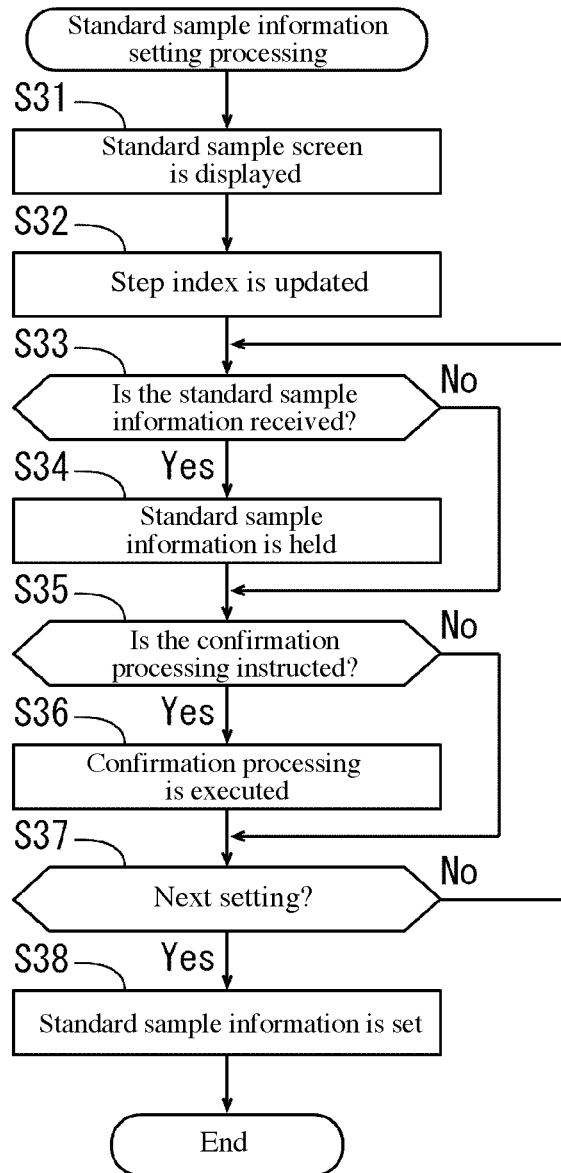 Standard sample information
setting processing
S31
Standard sample screen
is displayed
S32
Step index is updated
S33
Is the standard sample
information received?
No
Yes
S34
Standard sample
information is held
S35
Is the confirmation
processing instructed?
No
Yes
S36
Confirmation processing
is executed
S37
Next setting?
No
Yes
S38
Standard sample information is set
End